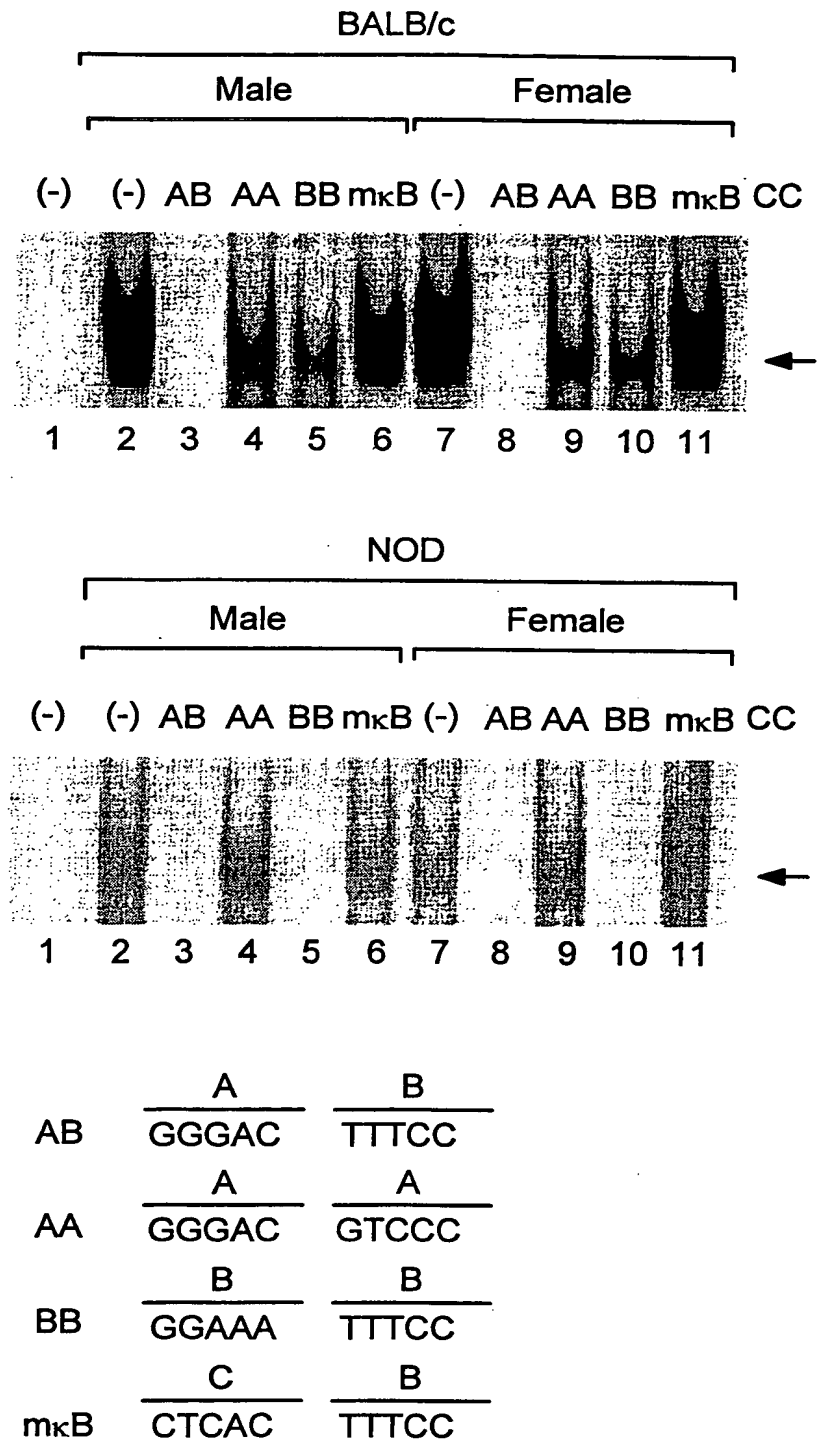 BALB/c
Male Female
(-) (-) AB AA BB mκB (-) AB AA BB mκB CC
1 2 3 4 5 6 7 8 9 10 11
NOD
Male Female
(-) (-) AB AA BB mκB (-) AB AA BB mκB CC
1 2 3 4 5 6 7 8 9 10 11
A B
AB GGGAC TTTCC
A A
AA GGGAC GTCCC
B B
BB GGAAA TTTCC
C B
mκB CTCAC TTTCC